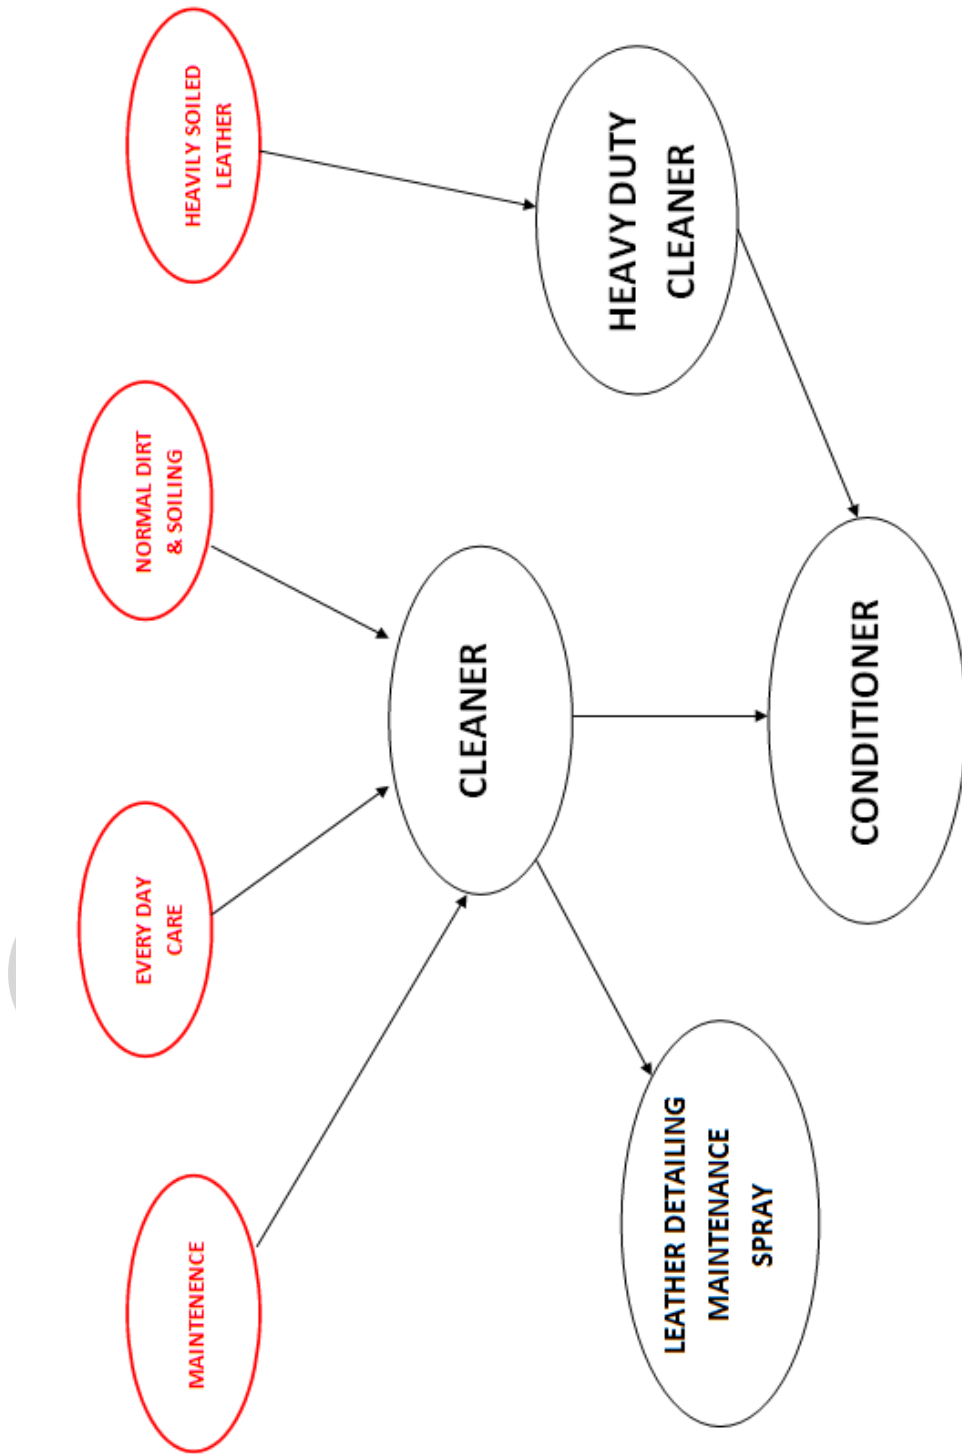 MAINTENENCE
EVERY DAY
CARE
NORMAL DIRT
& SOILING
HEAVILY SOILED
LEATHER
CLEANER
HEAVY DUTY
CLEANER
LEATHER DETAILING
MAINTENANCE
SPRAY
CONDITIONER